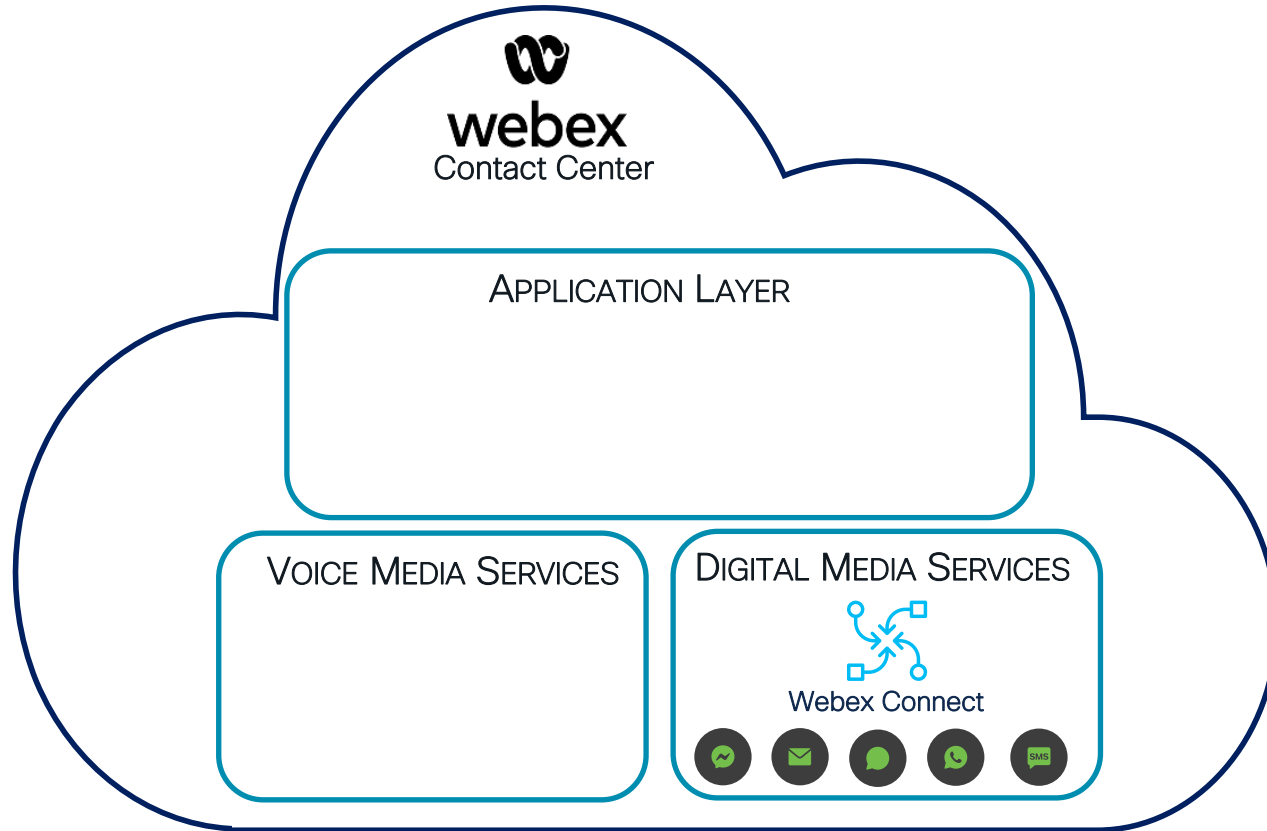 webex
Contact Center
APPLICATION LAYER
VOICE MEDIA SERVICES
DIGITAL MEDIA SERVICES
Webex Connect
SMS